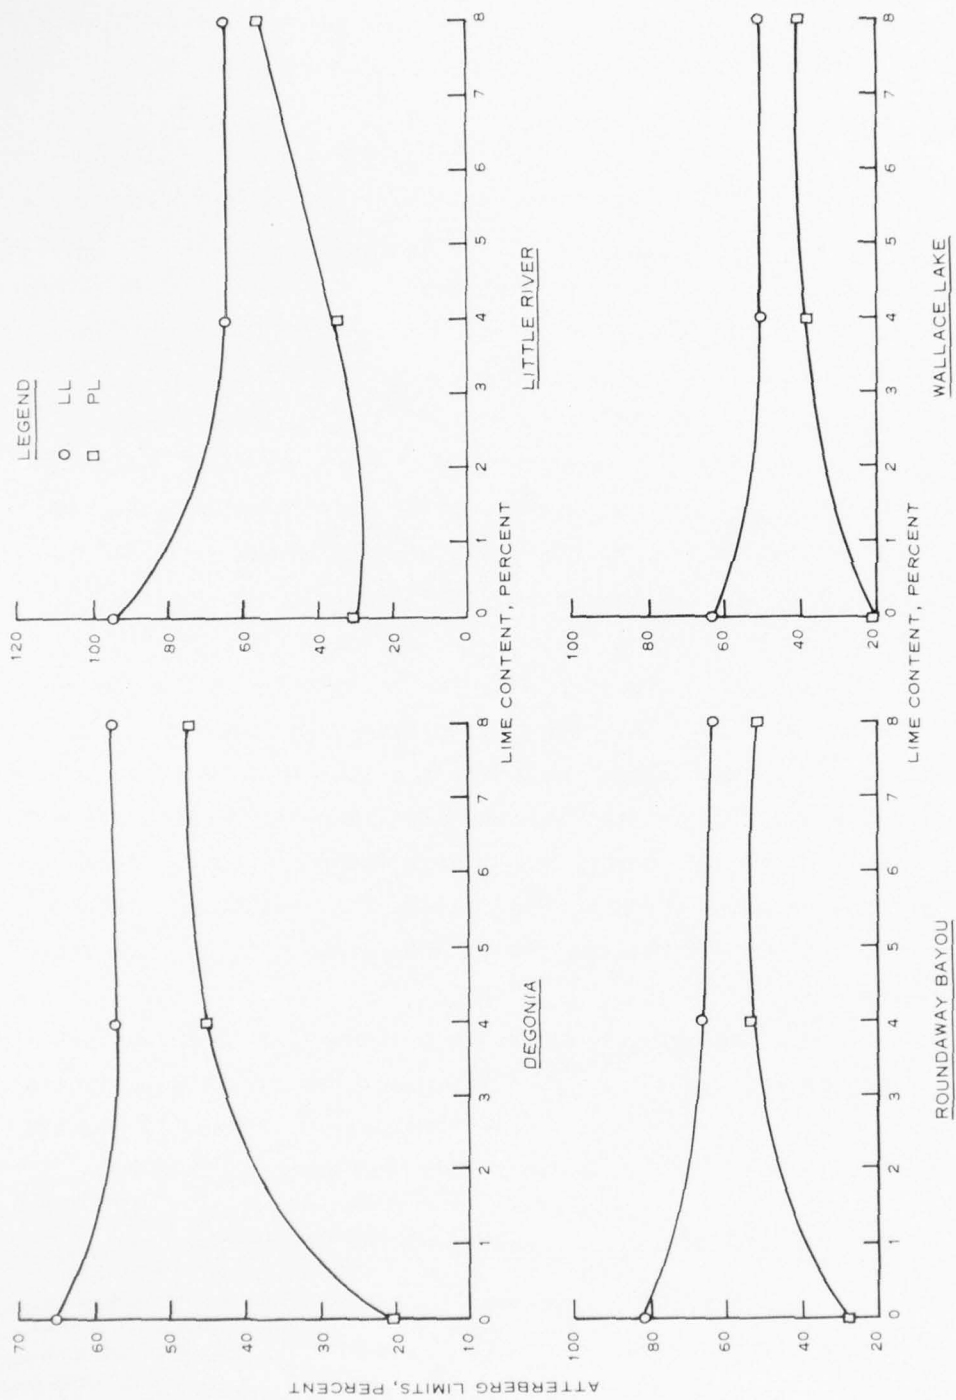 LEGEND
LL
PL
ATTERBERG LIMITS, PERCENT
70
60
50
40
30
20
10
0 1 2 3 4 5 6 7 8
DEGONIA
120
100
80
60
40
20
0
0 1 2 3 4 5 6 7 8
LITTLE RIVER
LIME CONTENT, PERCENT
100
80
60
40
20
0 1 2 3 4 5 6 7 8
ROUNDAWAY BAYOU
100
80
60
40
20
0 1 2 3 4 5 6 7 8
WALLACE LAKE
LIME CONTENT, PERCENT